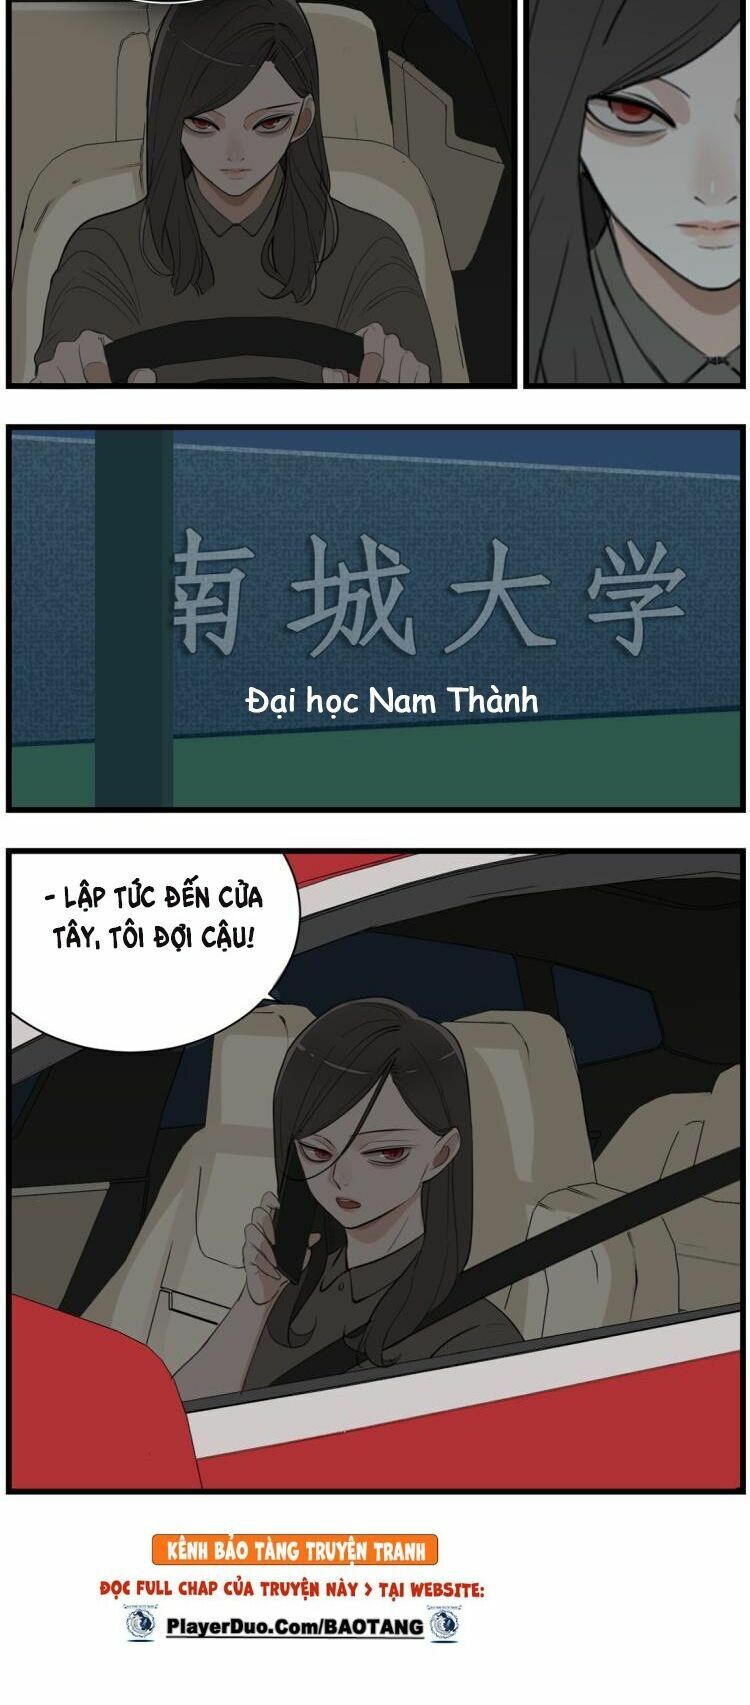 南城大学
Đại học Nam Thành
- LẬP TỨC ĐẾN CỬA
TÂY, TÔI ĐỢI CẬU!
KÊNH BẢO TÀNG TRUYỆN TRANH
ĐỌC FULL CHAP CỦA TRUYỆN NÀY > TẠI WEBSITE:
PlayerDuo.Com/BAOTANG